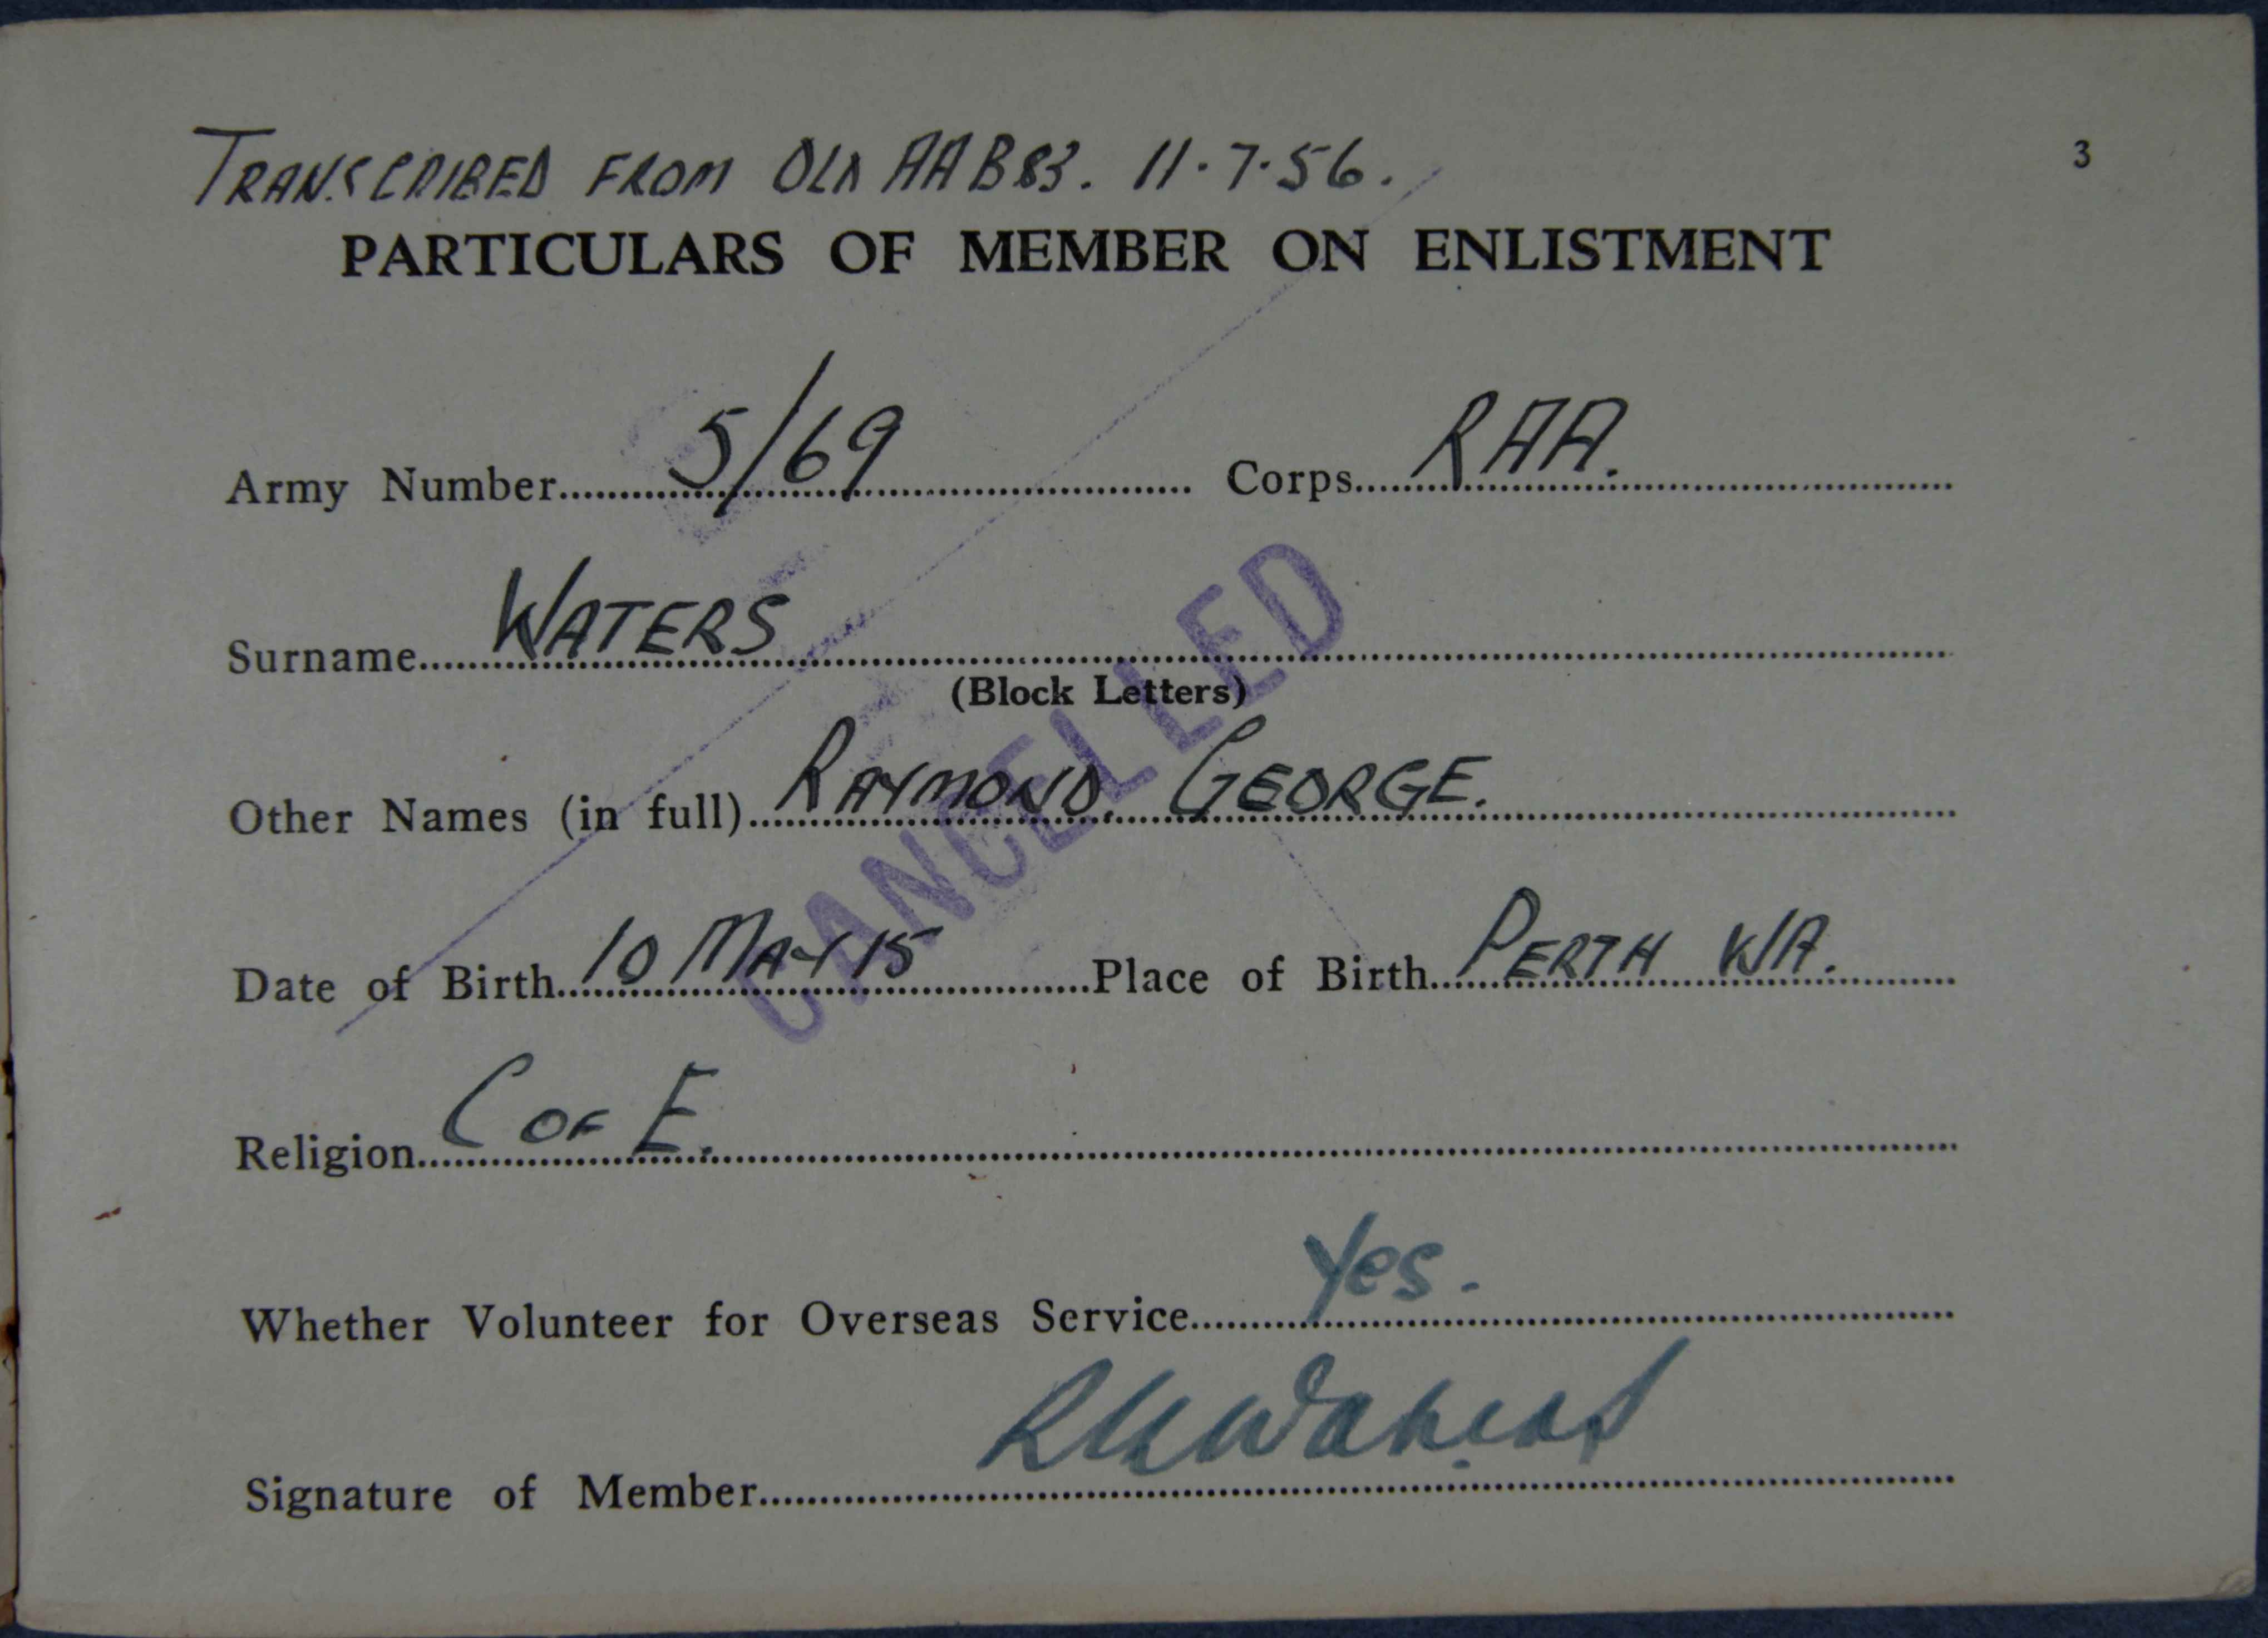 TRANSCRIBED FROM OLD AAB83. 11.7.56.
3
PARTICULARS OF MEMBER ON ENLISTMENT
Army Number 5/69 Corps RAA.
Surname WATERS
(Block Letters)
Other Names (in full) RAYMOND, GEORGE.
CANCELLED
Date of Birth 10 MAY 15 Place of Birth PERTH WA.
Religion C OF E.
Whether Volunteer for Overseas Service Yes.
Signature of Member RGWaters